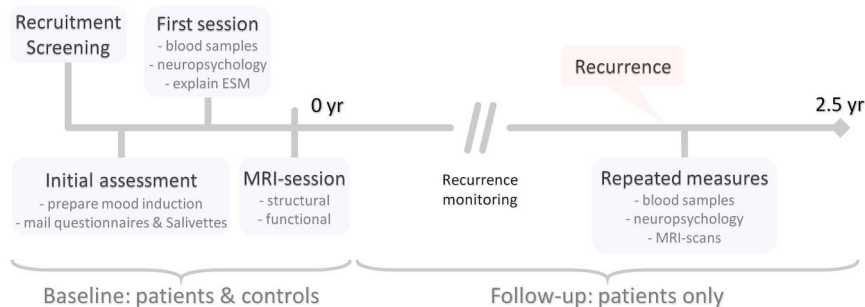 Recruitment
Screening
First session
- blood samples
- neuropsychology
- explain ESM
0 yr
Recurrence
2.5 yr
Initial assessment
- prepare mood induction
- mail questionnaires & Salivettes
MRI-session
- structural
- functional
Recurrence
monitoring
Repeated measures
- blood samples
- neuropsychology
- MRI-scans
Baseline: patients & controls
Follow-up: patients only